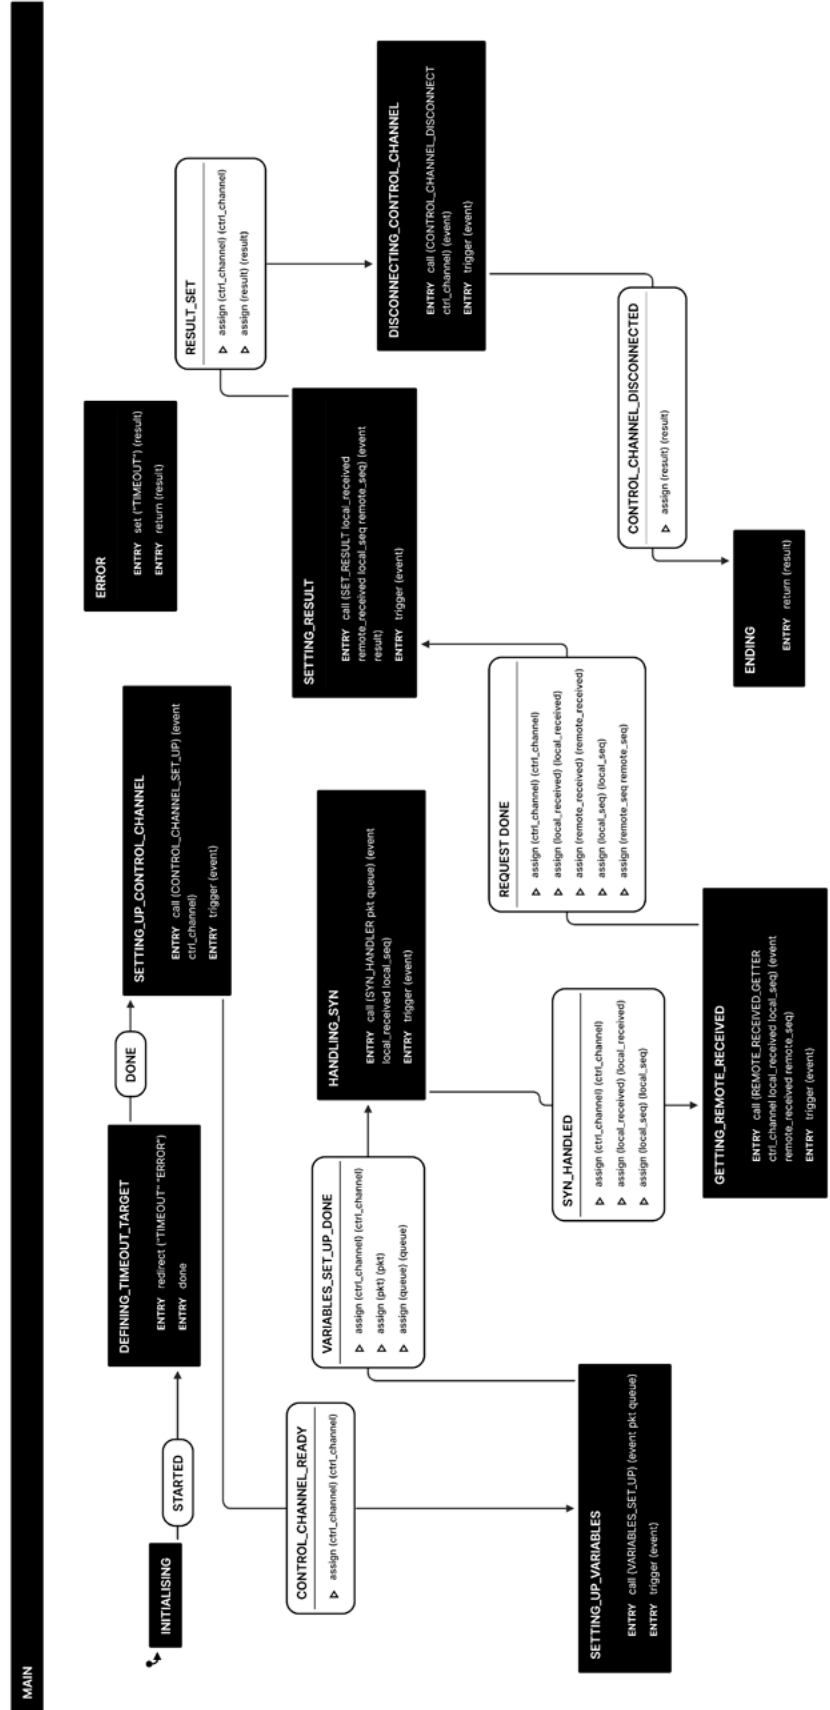 MAIN
INITIALISING
STARTED
DEFINING_TIMEOUT_TARGET
ENTRY redirect ("TIMEOUT" "ERROR")
ENTRY done
DONE
SETTING_UP_CONTROL_CHANNEL
ENTRY call (CONTROL_CHANNEL_SET_UP) (event
ctrl_channel)
ENTRY trigger (event)
CONTROL_CHANNEL_READY
assign (ctrl_channel) (ctrl_channel)
SETTING_UP_VARIABLES
ENTRY call (VARIABLES_SET_UP) (event pkt queue)
ENTRY trigger (event)
VARIABLES_SET_UP_DONE
assign (ctrl_channel) (ctrl_channel)
assign (pkt) (pkt)
assign (queue) (queue)
HANDLING_SYN
ENTRY call (SYN_HANDLER pkt queue) (event
local_received local_seq)
ENTRY trigger (event)
SYN_HANDLED
assign (ctrl_channel) (ctrl_channel)
assign (local_received) (local_received)
assign (local_seq) (local_seq)
GETTING_REMOTE_RECEIVED
ENTRY call (REMOTE_RECEIVED_GETTER
ctrl_channel local_received local_seq) (event
remote_received remote_seq)
ENTRY trigger (event)
REQUEST DONE
assign (ctrl_channel) (ctrl_channel)
assign (local_received) (local_received)
assign (remote_received) (remote_received)
assign (local_seq) (local_seq)
assign (remote_seq remote_seq)
SETTING_RESULT
ENTRY call (SET_RESULT local_received
remote_received local_seq remote_seq) (event
result)
ENTRY trigger (event)
ERROR
ENTRY set ("TIMEOUT") (result)
ENTRY return (result)
RESULT_SET
assign (ctrl_channel) (ctrl_channel)
assign (result) (result)
DISCONNECTING_CONTROL_CHANNEL
ENTRY call (CONTROL_CHANNEL_DISCONNECT
ctrl_channel) (event)
ENTRY trigger (event)
CONTROL_CHANNEL_DISCONNECTED
assign (result) (result)
ENDING
ENTRY return (result)